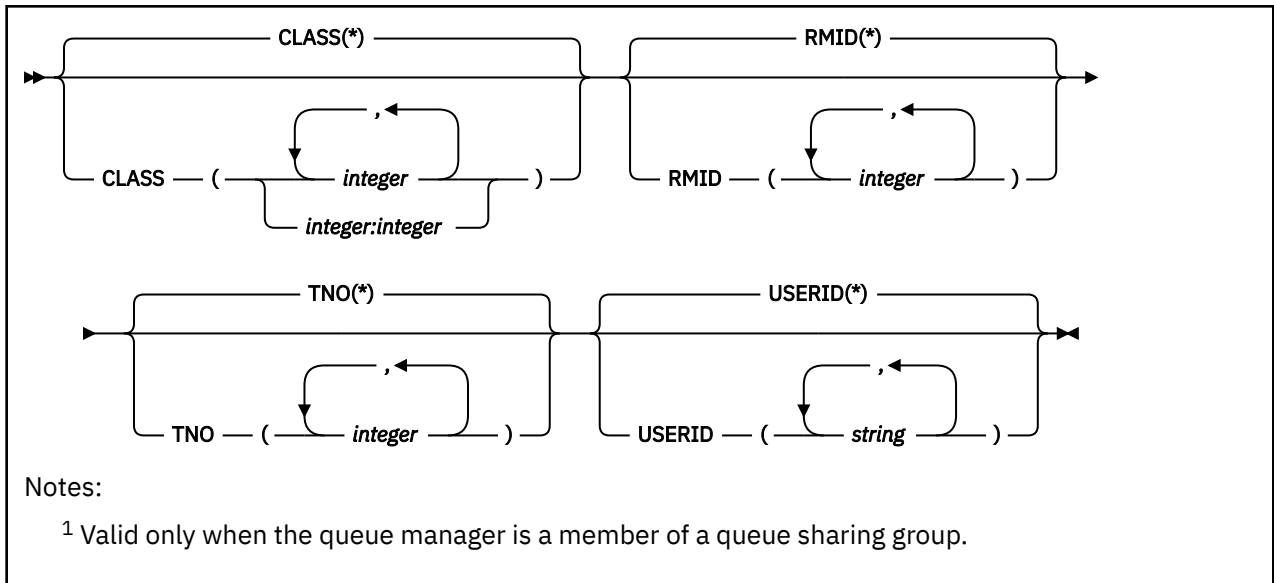 CLASS(*) RMID(*)
, ,
CLASS ( integer ) RMID ( integer )
integer:integer
TNO(*) USERID(*)
, ,
TNO ( integer ) USERID ( string )
Notes:
1 Valid only when the queue manager is a member of a queue sharing group.